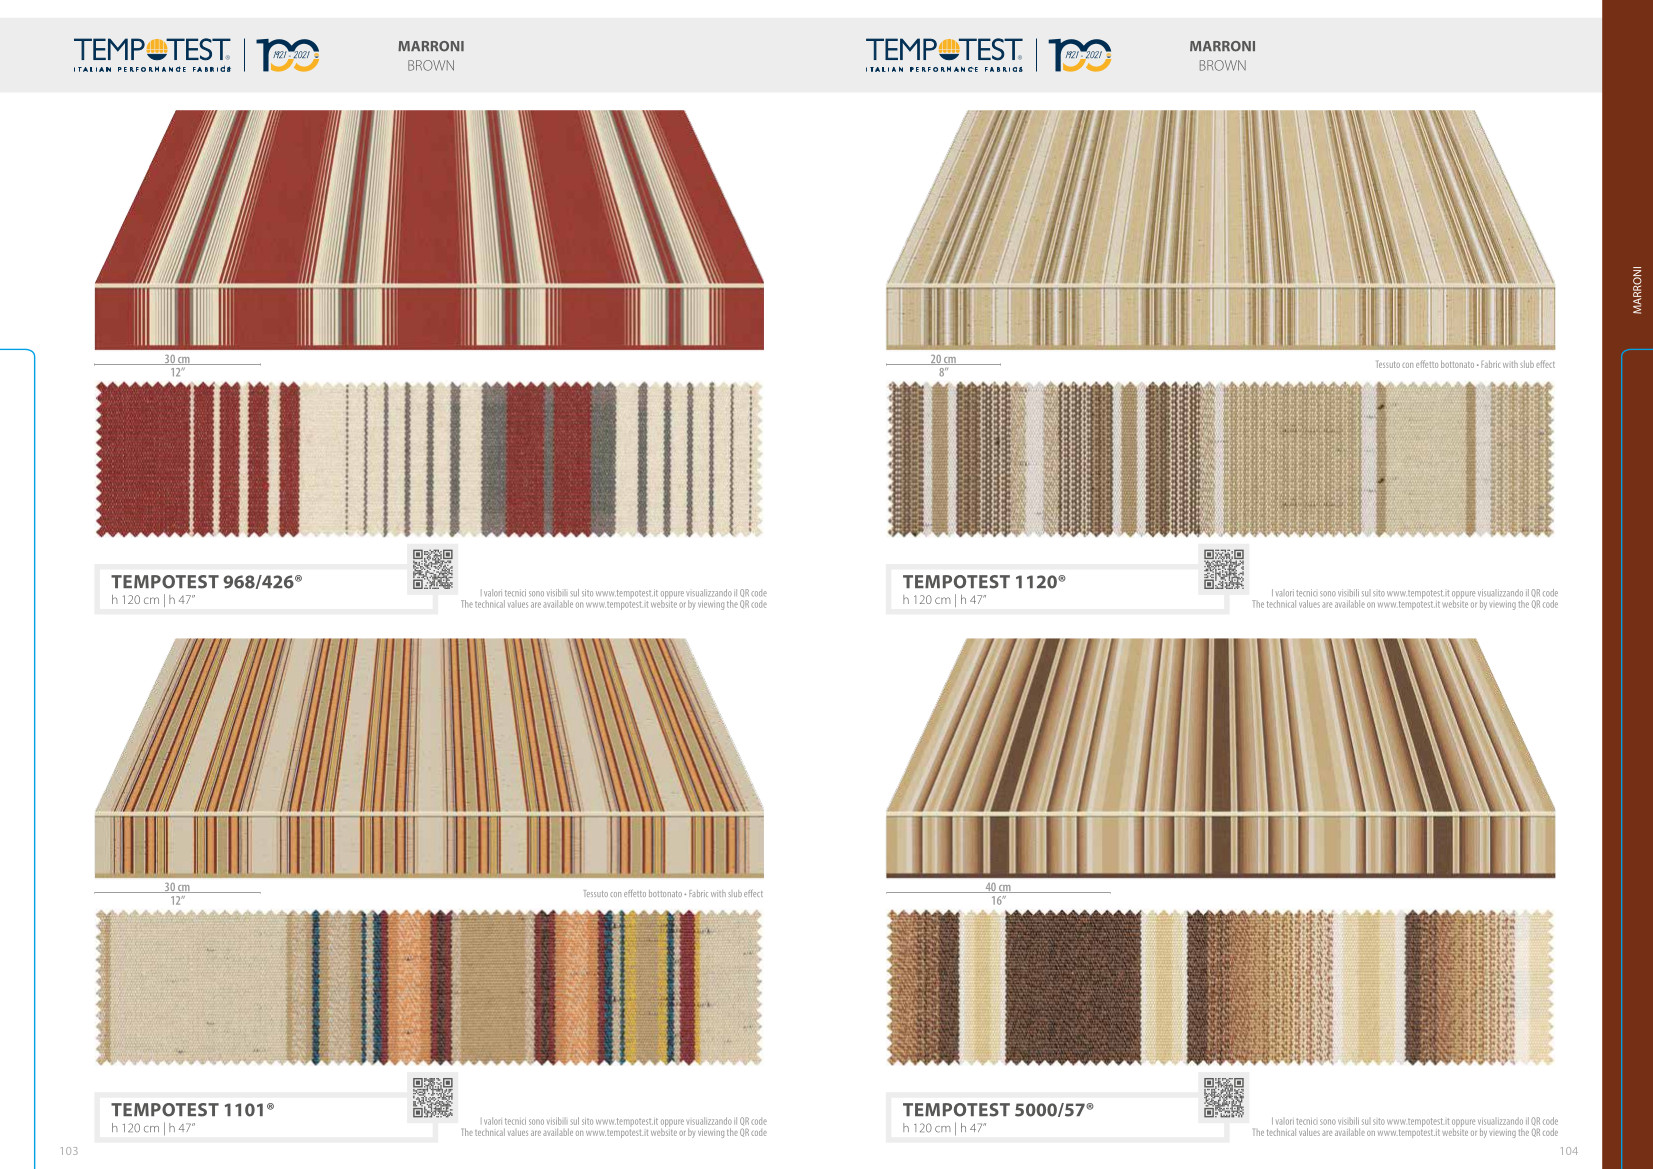 TEMPOTEST®
ITALIAN PERFORMANCE FABRICS
100
1921 - 2021
MARRONI
BROWN
30 cm
12”
TEMPOTEST 968/426®
h 120 cm | h 47”
I valori tecnici sono visibili sul sito www.tempotest.it oppure visualizzando il QR code
The technical values are available on www.tempotest.it website or by viewing the QR code
30 cm
12”
Tessuto con effetto bottonato • Fabric with slub effect
TEMPOTEST 1101®
h 120 cm | h 47”
I valori tecnici sono visibili sul sito www.tempotest.it oppure visualizzando il QR code
The technical values are available on www.tempotest.it website or by viewing the QR code
103
TEMPOTEST®
ITALIAN PERFORMANCE FABRICS
100
1921 - 2021
MARRONI
BROWN
20 cm
8”
Tessuto con effetto bottonato • Fabric with slub effect
TEMPOTEST 1120®
h 120 cm | h 47”
I valori tecnici sono visibili sul sito www.tempotest.it oppure visualizzando il QR code
The technical values are available on www.tempotest.it website or by viewing the QR code
40 cm
16”
TEMPOTEST 5000/57®
h 120 cm | h 47”
I valori tecnici sono visibili sul sito www.tempotest.it oppure visualizzando il QR code
The technical values are available on www.tempotest.it website or by viewing the QR code
104
MARRONI